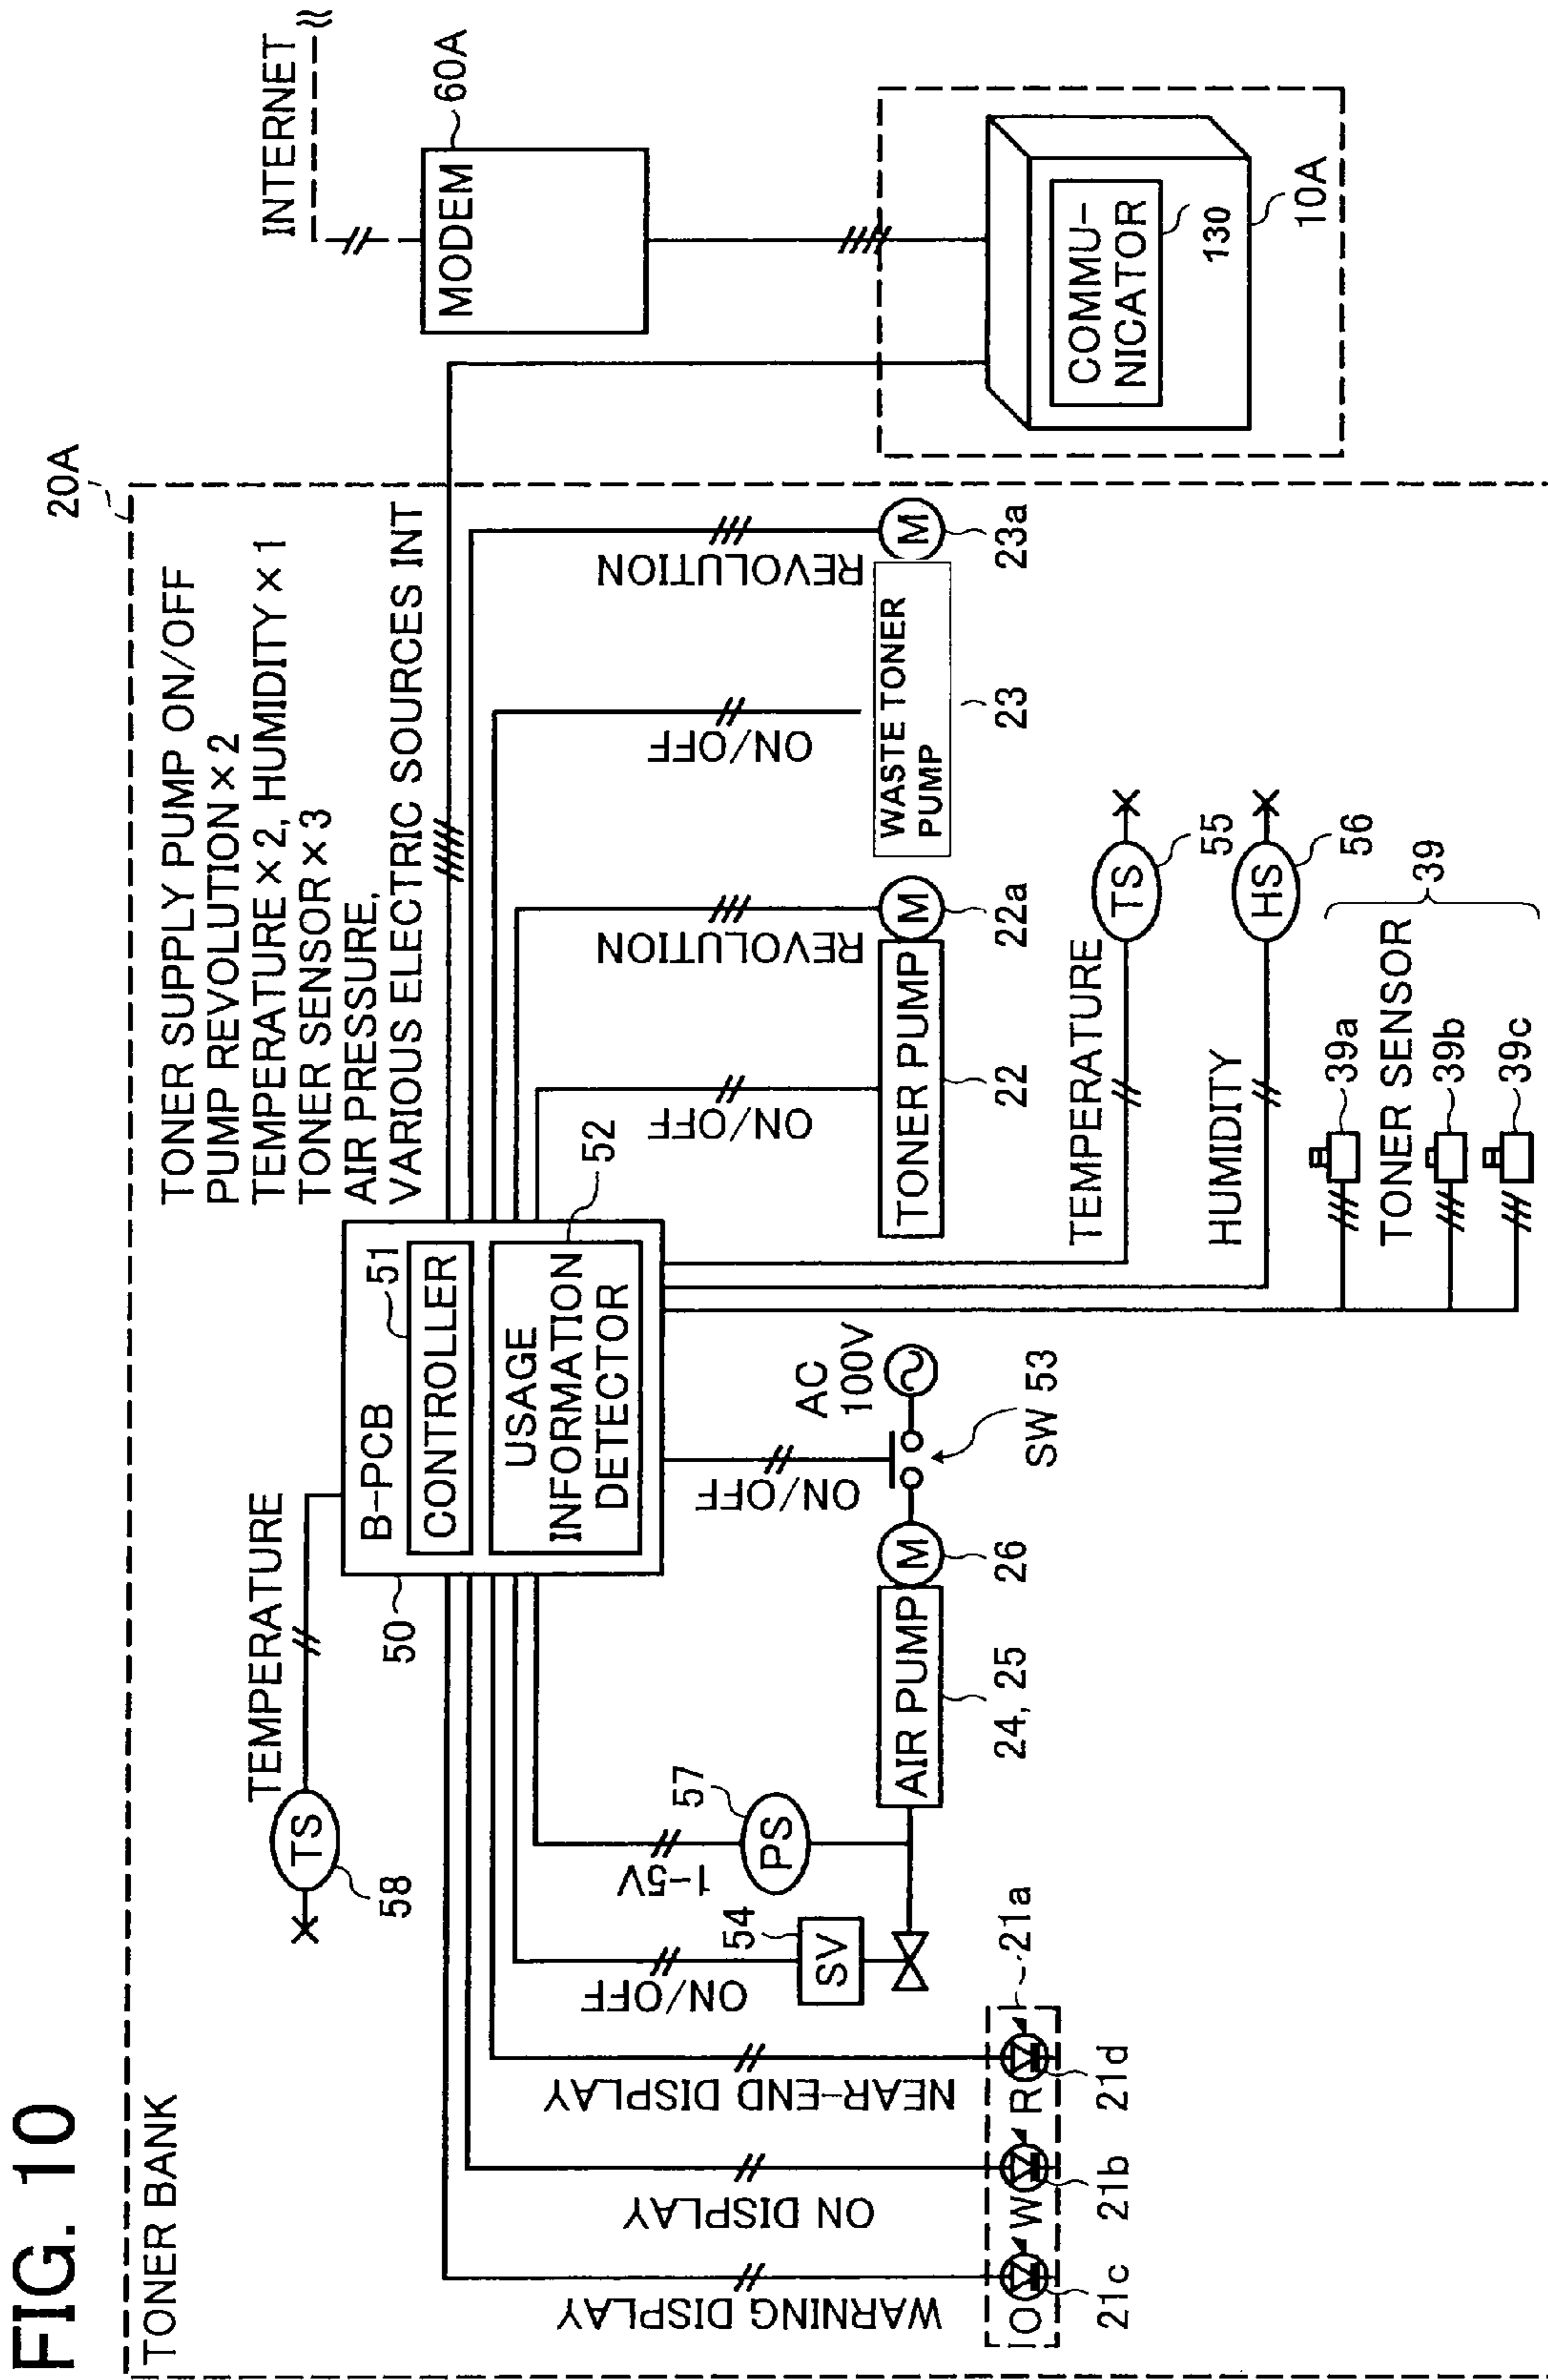 FIG. 10
TONER BANK
20A
TONER SUPPLY PUMP ON/OFF
PUMP REVOLUTION × 2
TEMPERATURE × 2, HUMIDITY × 1
TONER SENSOR × 3
AIR PRESSURE,
VARIOUS ELECTRIC SOURCES INT
INTERNET
MODEM
60A
COMMU-
NICATOR
130
10A
TEMPERATURE
TS
58
B-PCB
50
CONTROLLER
51
USAGE
INFORMATION
DETECTOR
52
WARNING DISPLAY
ON DISPLAY
NEAR-END DISPLAY
ON/OFF
SV
54
1-5V
PS
57
AIR PUMP
24, 25
M
26
ON/OFF
AC
100V
SW 53
ON/OFF
TONER PUMP
22
REVOLUTION
M
22a
ON/OFF
WASTE TONER
PUMP
23
REVOLUTION
M
23a
O
W
R
21a
21c
21b
21d
TEMPERATURE
TS
55
HUMIDITY
HS
56
39a
TONER SENSOR
39
39b
39c